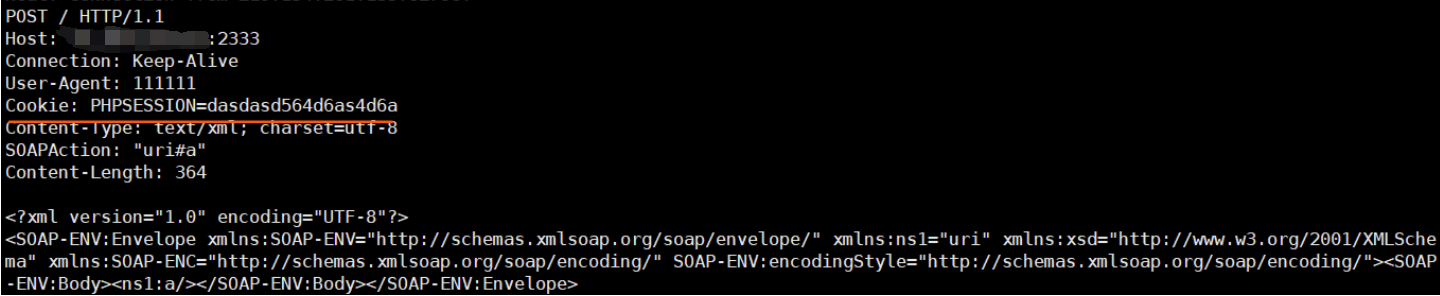 POST / HTTP/1.1
Host: :2333
Connection: Keep-Alive
User-Agent: 111111
Cookie: PHPSESSION=dasdasd564d6as4d6a
Content-Type: text/xml; charset=utf-8
SOAPAction: "uri#a"
Content-Length: 364
<?xml version="1.0" encoding="UTF-8"?>
<SOAP-ENV:Envelope xmlns:SOAP-ENV="http://schemas.xmlsoap.org/soap/envelope/" xmlns:ns1="uri" xmlns:xsd="http://www.w3.org/2001/XMLSche
ma" xmlns:SOAP-ENC="http://schemas.xmlsoap.org/soap/encoding/" SOAP-ENV:encodingStyle="http://schemas.xmlsoap.org/soap/encoding/"><SOAP
-ENV:Body><ns1:a/></SOAP-ENV:Body></SOAP-ENV:Envelope>